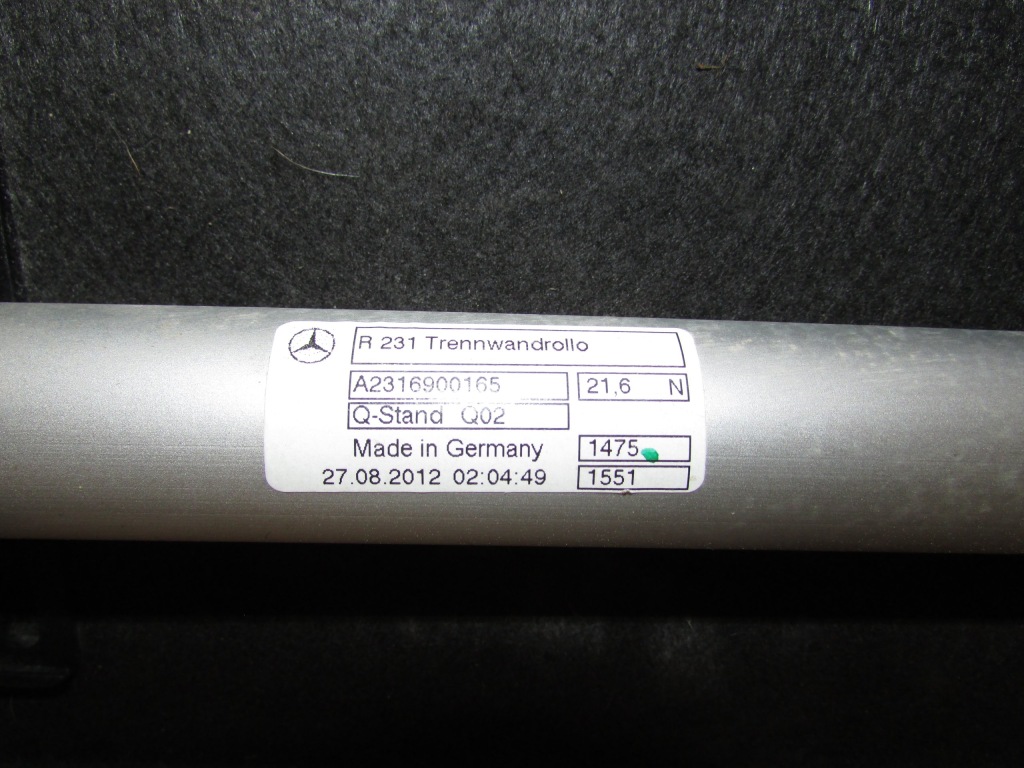 R 231 Trennwandrollo
A2316900165 21,6 N
Q-Stand Q02
Made in Germany 1475
27.08.2012 02:04:49 1551